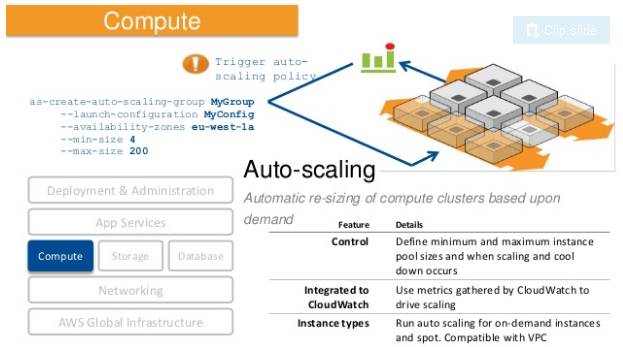 Compute
Clip slide
Trigger auto-
scaling policy
as-create-auto-scaling-group MyGroup
--launch-configuration MyConfig
--availability-zones eu-west-1a
--min-size 4
--max-size 200
Auto-scaling
Automatic re-sizing of compute clusters based upon
demand
Feature Details
Control Define minimum and maximum instance
pool sizes and when scaling and cool
down occurs
Integrated to Use metrics gathered by CloudWatch to
CloudWatch drive scaling
Instance types Run auto scaling for on-demand instances
and spot. Compatible with VPC
Deployment & Administration
App Services
Compute Storage Database
Networking
AWS Global Infrastructure